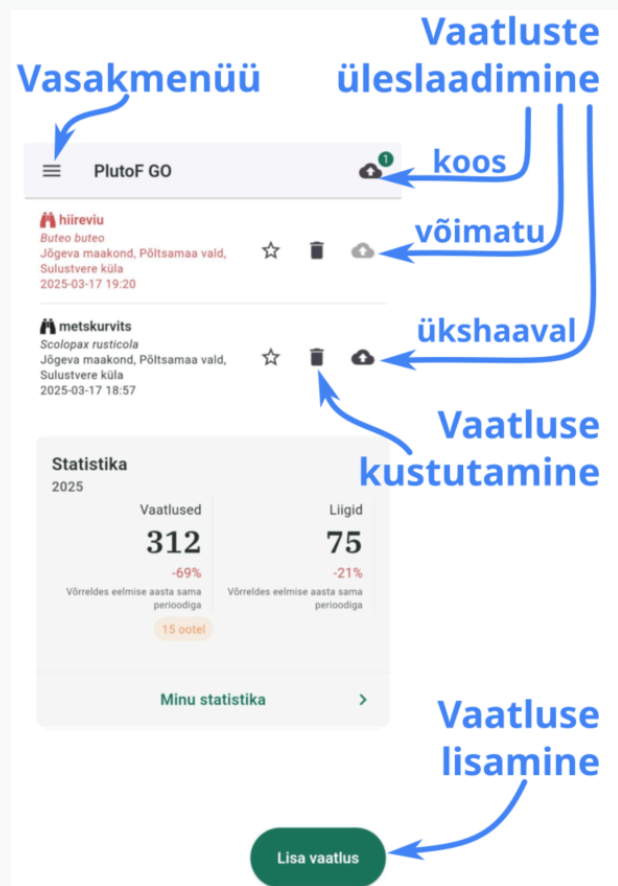 Vaatluste
üleslaadimine
Vasakmenüü
PlutoF GO
1
koos
hiireviu
Buteo buteo
Jõgeva maakond, Põltsamaa vald,
Sulustvere küla
2025-03-17 19:20
võimatu
metskurvits
Scolopax rusticola
Jõgeva maakond, Põltsamaa vald,
Sulustvere küla
2025-03-17 18:57
ükshaaval
Vaatluse
kustutamine
Statistika
2025
Vaatlused
312
-69%
Võrreldes eelmise aasta sama
perioodiga
15 ootel
Liigid
75
-21%
Võrreldes eelmise aasta sama
perioodiga
Minu statistika
Vaatluse
lisamine
Lisa vaatlus